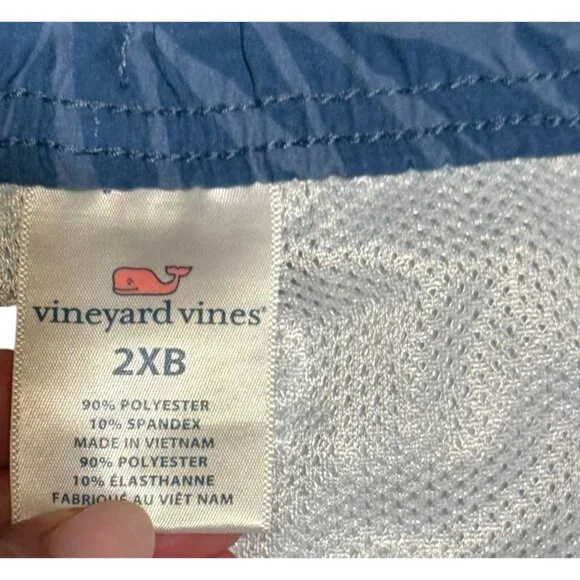 vineyard vines®
2XB
90% POLYESTER
10% SPANDEX
MADE IN VIETNAM
90% POLYESTER
10% ÉLASTHANNE
FABRIQUÉ AU VIÊT NAM